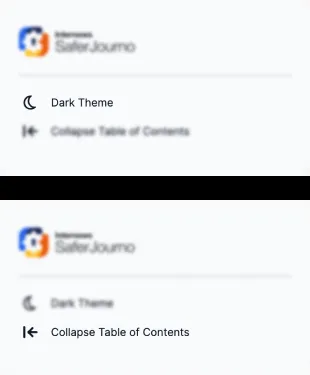 Internews
SaferJourno
Dark Theme
Collapse Table of Contents
Internews
SaferJourno
Dark Theme
Collapse Table of Contents